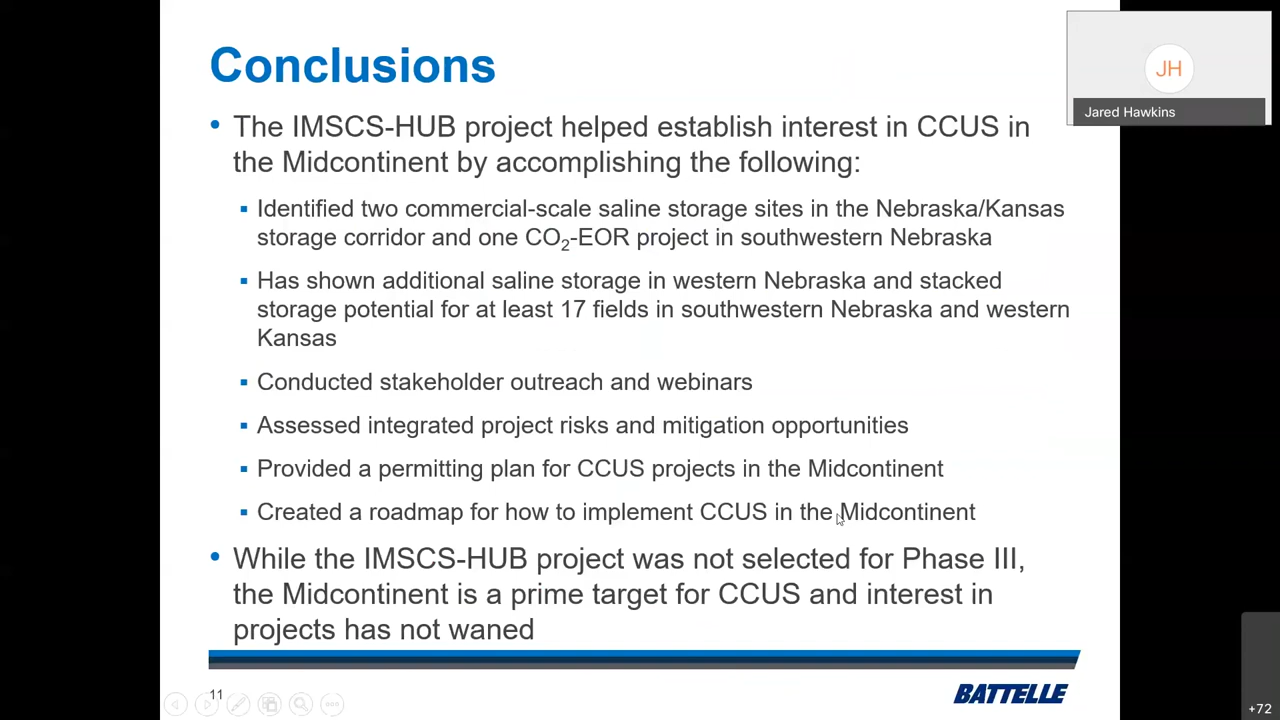 Conclusions
• The IMSCS-HUB project helped establish interest in CCUS in
the Midcontinent by accomplishing the following:
▪ Identified two commercial-scale saline storage sites in the Nebraska/Kansas
storage corridor and one CO₂-EOR project in southwestern Nebraska
▪ Has shown additional saline storage in western Nebraska and stacked
storage potential for at least 17 fields in southwestern Nebraska and western
Kansas
▪ Conducted stakeholder outreach and webinars
▪ Assessed integrated project risks and mitigation opportunities
▪ Provided a permitting plan for CCUS projects in the Midcontinent
▪ Created a roadmap for how to implement CCUS in the Midcontinent
• While the IMSCS-HUB project was not selected for Phase III,
the Midcontinent is a prime target for CCUS and interest in
projects has not waned
11
BATTELLE
JH
Jared Hawkins
+72